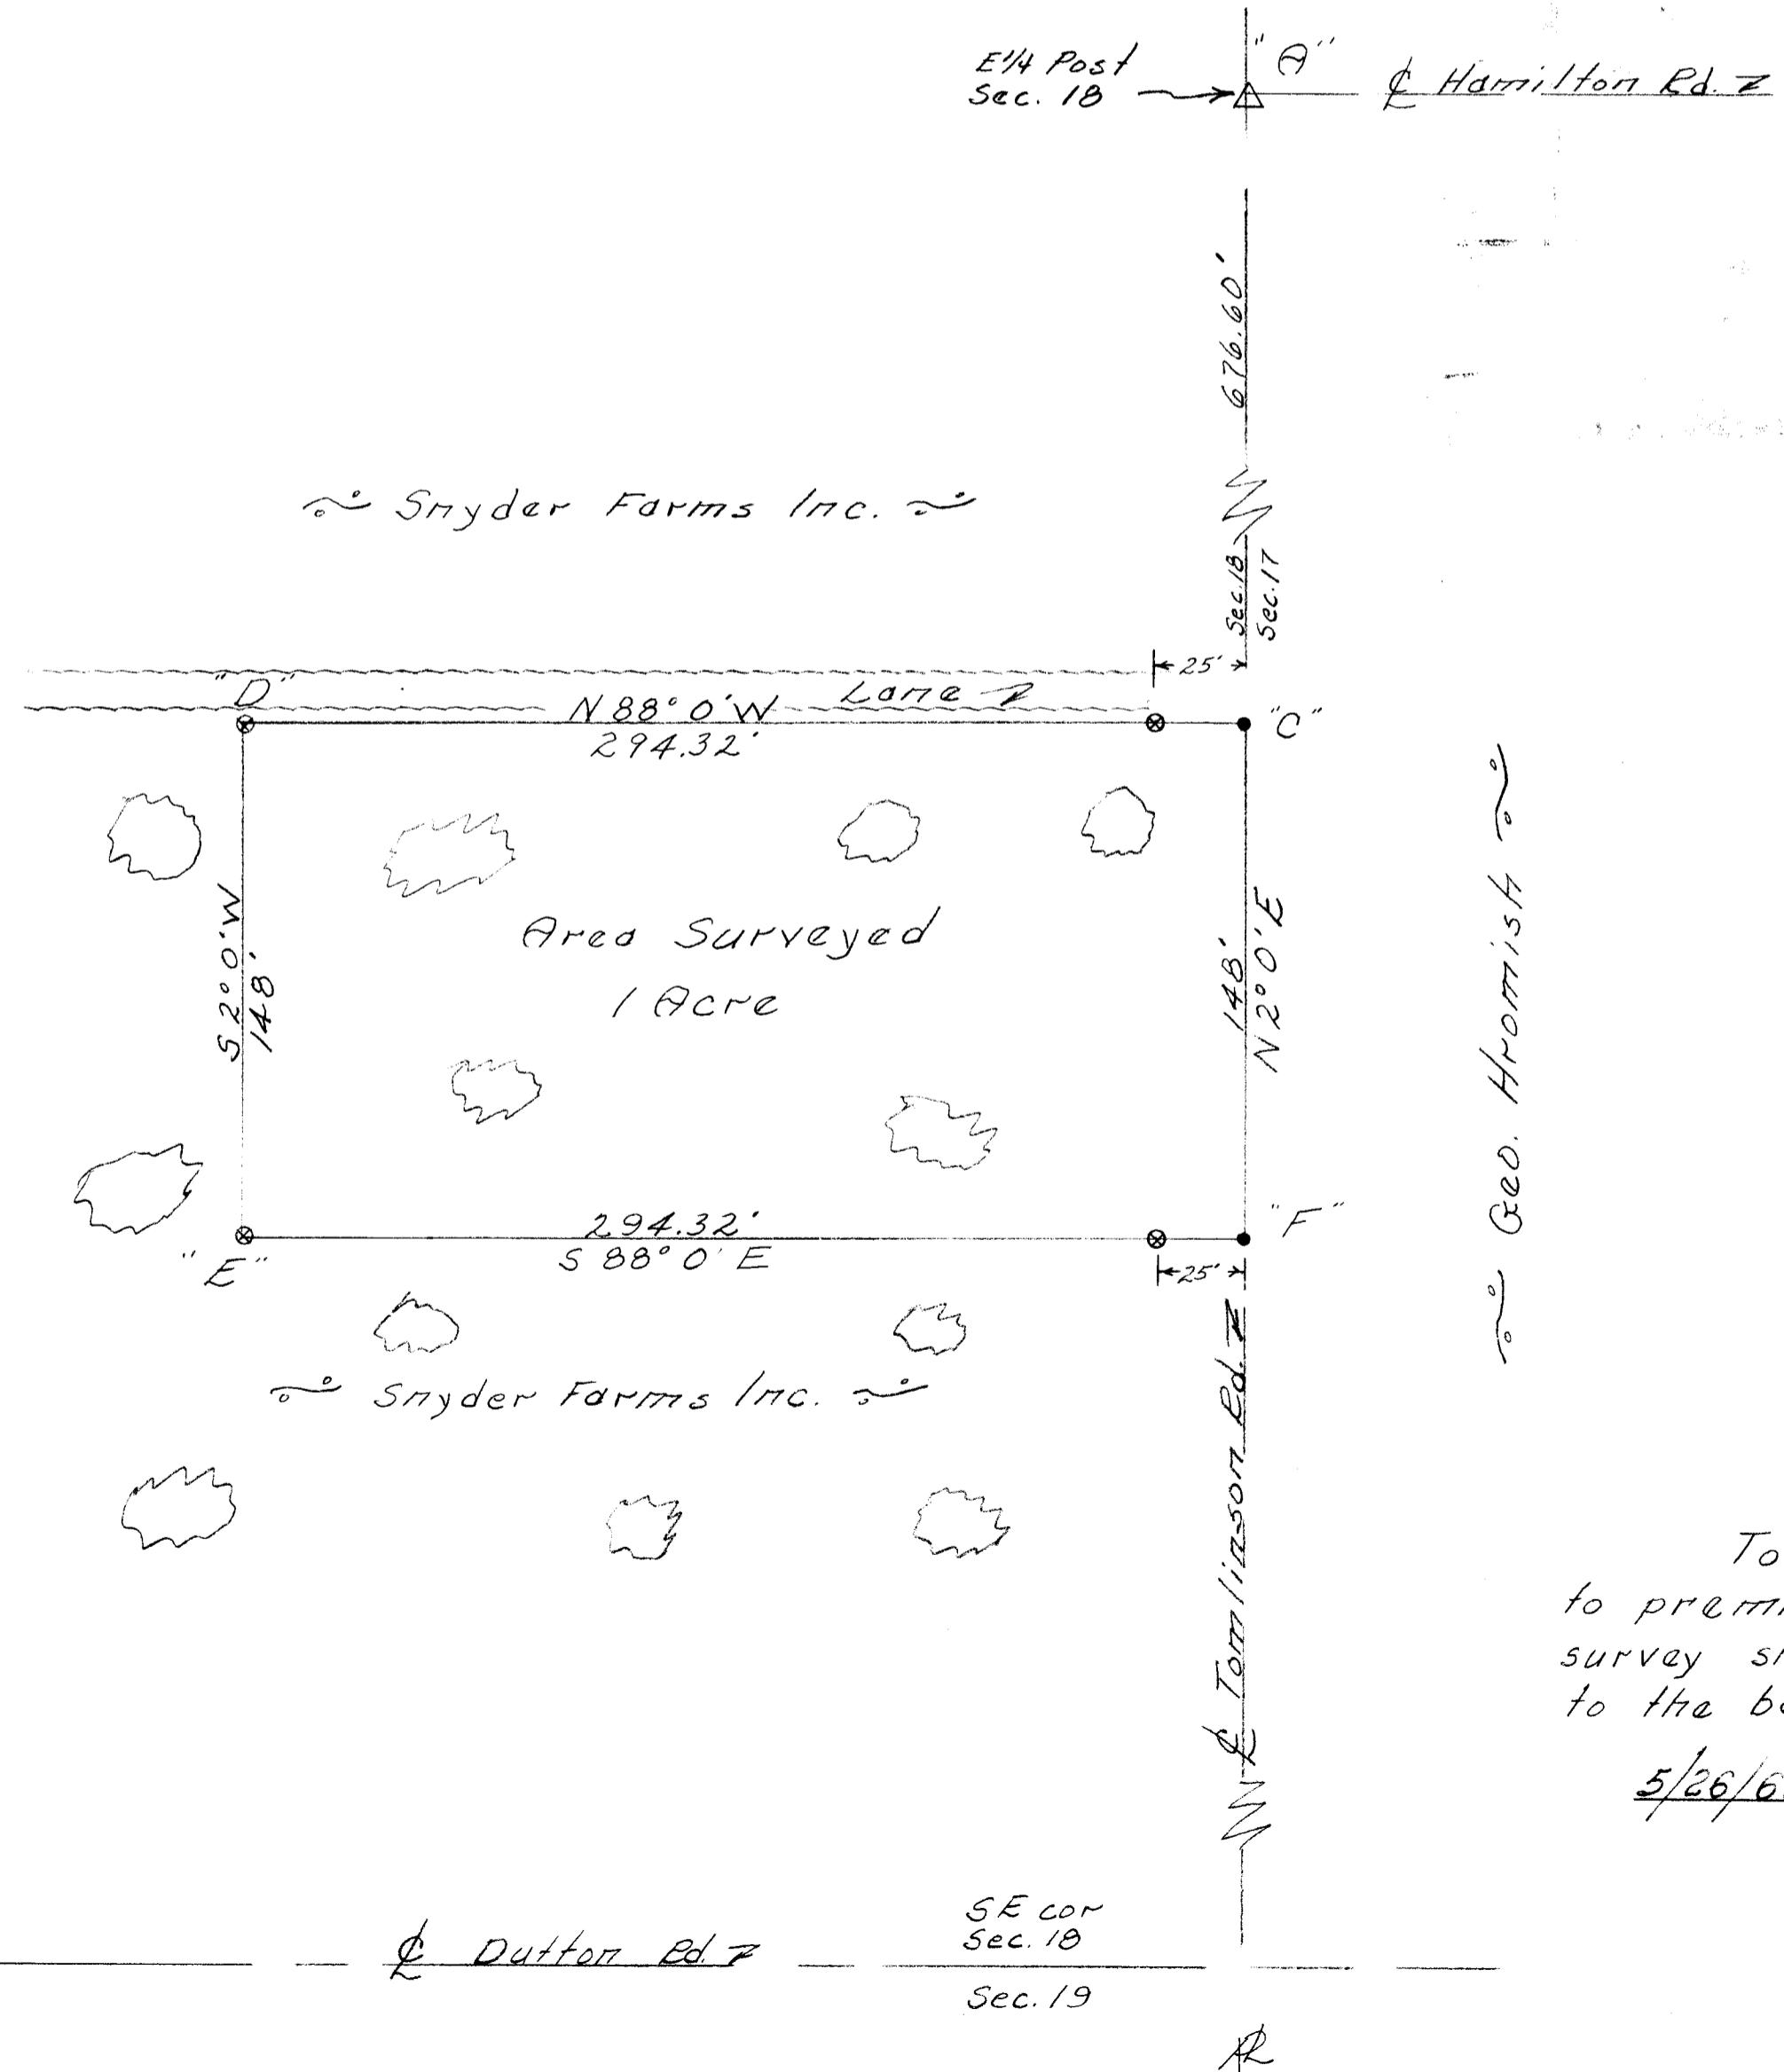 "A"
E1/4 Post
Sec. 18
℄ Hamilton Rd.
676.60'
Snyder Farms Inc.
Sec. 18
Sec. 17
25'
"D"
Lane
N 88° 0' W
294.32'
"C"
Area Surveyed
1 Acre
S 2° 0' W
148'
148'
N 2° 0' E
Geo. Hromish
294.32'
S 88° 0' E
"E"
"F"
25'
Snyder Farms Inc.
℄ Tomlinson Rd.
To
to premi
survey s
to the b
5/26/6
SE cor
Sec. 18
℄ Dutton Rd.
Sec. 19